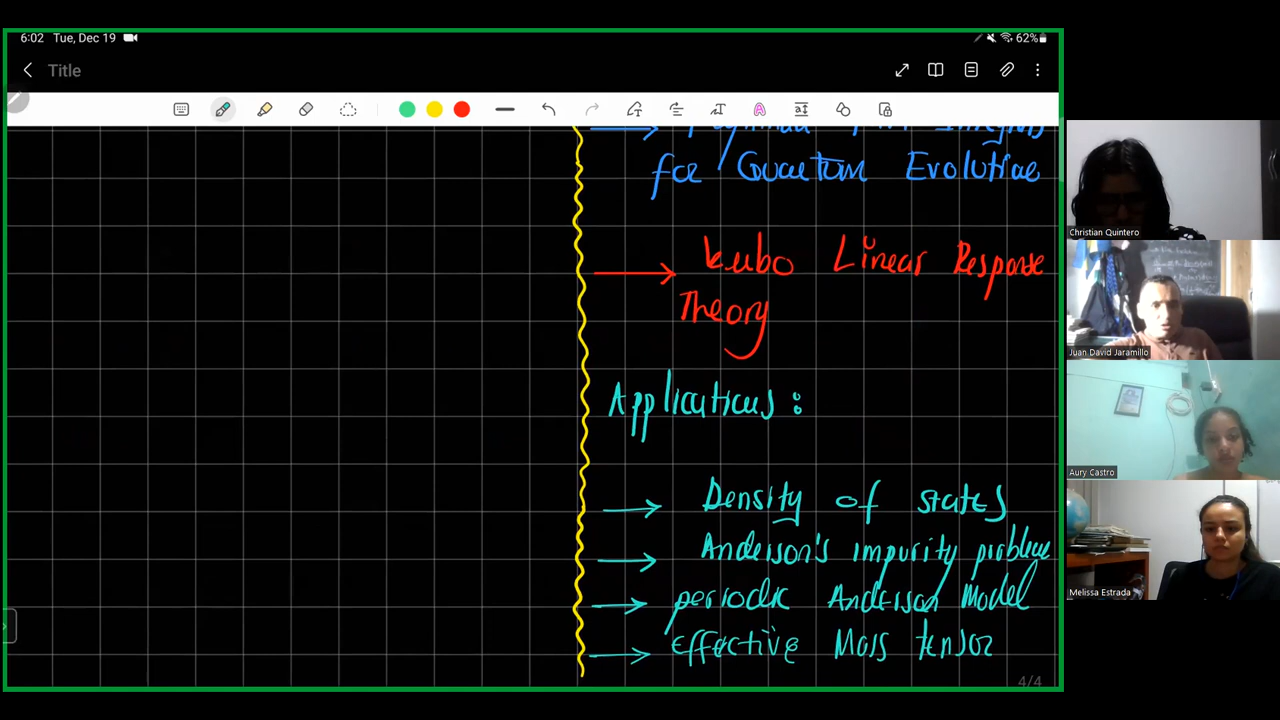 6:02 Tue, Dec 19
62%
Title
for Quantum Evolution
Kubo Linear Response
Theory
Applications:
Density of states
Anderson's impurity problem
periodic Anderson Model
effective Mass tensor
4/4
Christian Quintero
Juan David Jaramillo
Aury Castro
Melissa Estrada